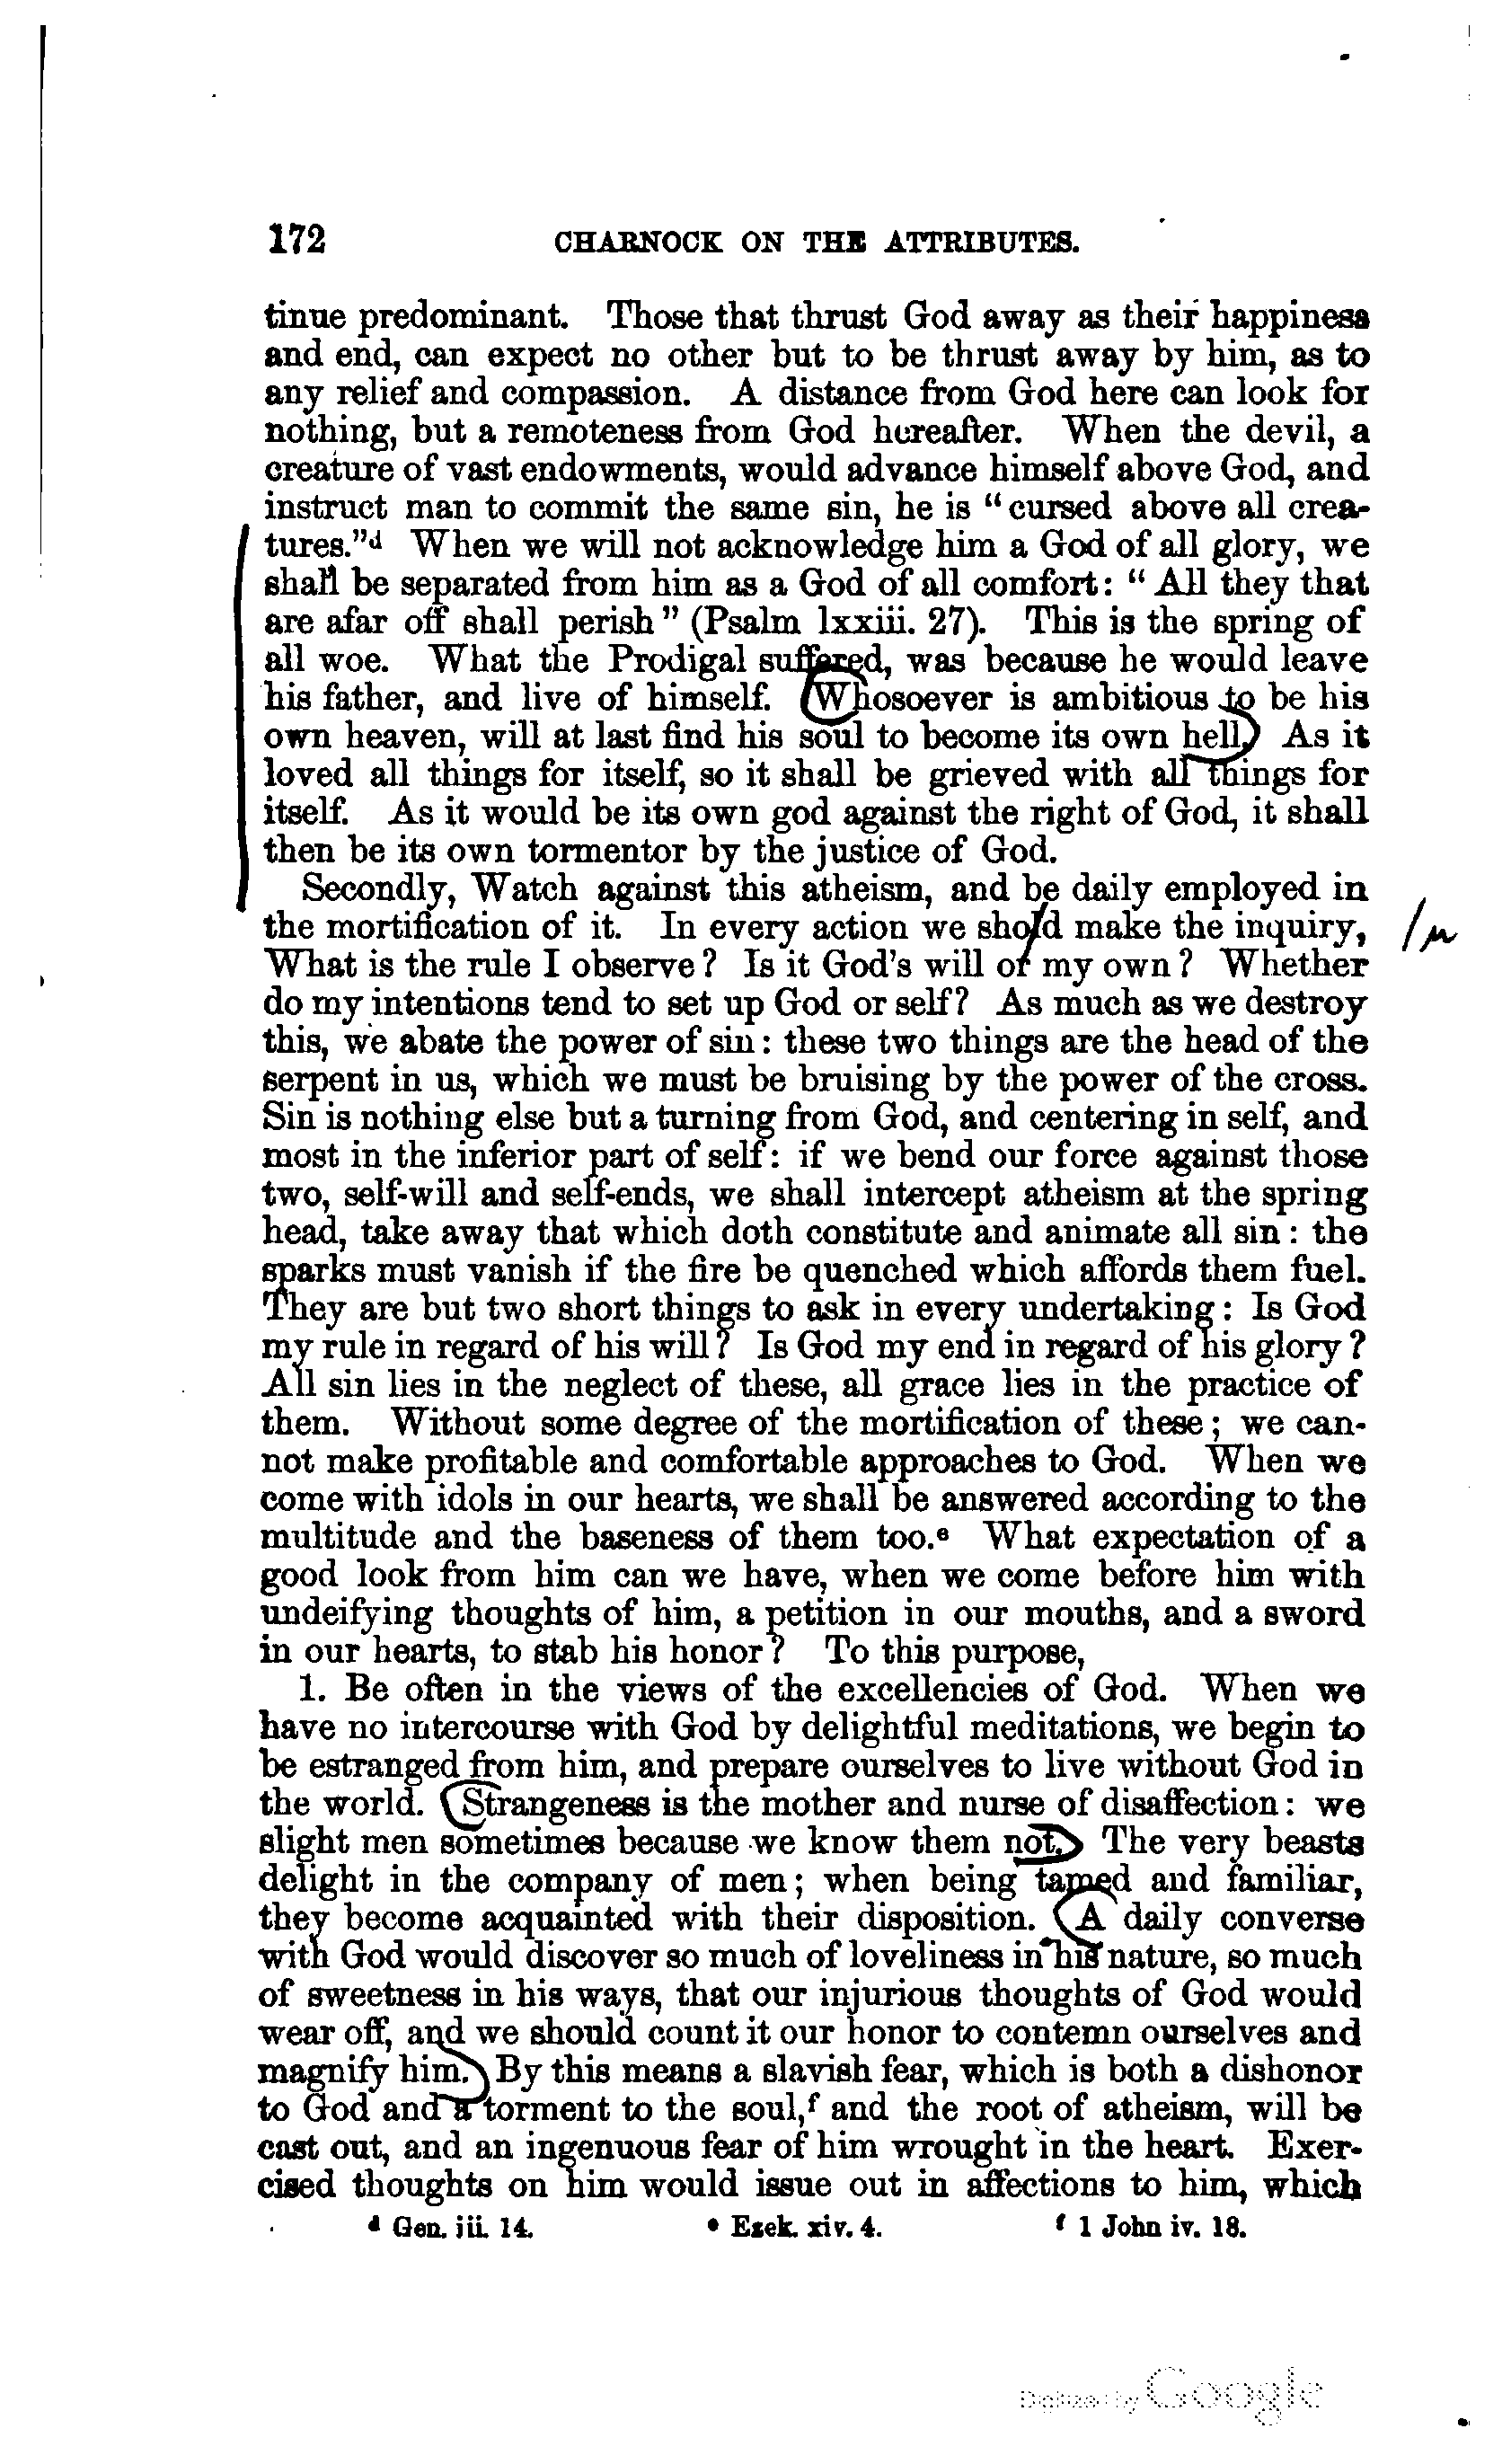 172 CHARNOCK ON THE ATTRIBUTES.
tinue predominant. Those that thrust God away as their happiness
and end, can expect no other but to be thrust away by him, as to
any relief and compassion. A distance from God here can look for
nothing, but a remoteness from God hereafter. When the devil, a
creature of vast endowments, would advance himself above God, and
instruct man to commit the same sin, he is “cursed above all crea-
tures.”d When we will not acknowledge him a God of all glory, we
shall be separated from him as a God of all comfort: “All they that
are afar off shall perish” (Psalm lxxiii. 27). This is the spring of
all woe. What the Prodigal suffered, was because he would leave
his father, and live of himself. Whosoever is ambitious to be his
own heaven, will at last find his soul to become its own hell. As it
loved all things for itself, so it shall be grieved with all things for
itself. As it would be its own god against the right of God, it shall
then be its own tormentor by the justice of God.
Secondly, Watch against this atheism, and be daily employed in
the mortification of it. In every action we shold make the inquiry, /u
What is the rule I observe? Is it God's will or my own? Whether
do my intentions tend to set up God or self? As much as we destroy
this, we abate the power of sin: these two things are the head of the
serpent in us, which we must be bruising by the power of the cross.
Sin is nothing else but a turning from God, and centering in self, and
most in the inferior part of self: if we bend our force against those
two, self-will and self-ends, we shall intercept atheism at the spring
head, take away that which doth constitute and animate all sin: the
sparks must vanish if the fire be quenched which affords them fuel.
They are but two short things to ask in every undertaking: Is God
my rule in regard of his will? Is God my end in regard of his glory?
All sin lies in the neglect of these, all grace lies in the practice of
them. Without some degree of the mortification of these; we can-
not make profitable and comfortable approaches to God. When we
come with idols in our hearts, we shall be answered according to the
multitude and the baseness of them too.e What expectation of a
good look from him can we have, when we come before him with
undeifying thoughts of him, a petition in our mouths, and a sword
in our hearts, to stab his honor? To this purpose,
1. Be often in the views of the excellencies of God. When we
have no intercourse with God by delightful meditations, we begin to
be estranged from him, and prepare ourselves to live without God in
the world. Strangeness is the mother and nurse of disaffection: we
slight men sometimes because we know them not. The very beasts
delight in the company of men; when being tamed and familiar,
they become acquainted with their disposition. A daily converse
with God would discover so much of loveliness in his nature, so much
of sweetness in his ways, that our injurious thoughts of God would
wear off, and we should count it our honor to contemn ourselves and
magnify him. By this means a slavish fear, which is both a dishonor
to God and a torment to the soul,f and the root of atheism, will be
cast out, and an ingenuous fear of him wrought in the heart. Exer-
cised thoughts on him would issue out in affections to him, which
d Gen. iii. 14. e Ezek. xiv. 4. f 1 John iv. 18.
Digitized by Google